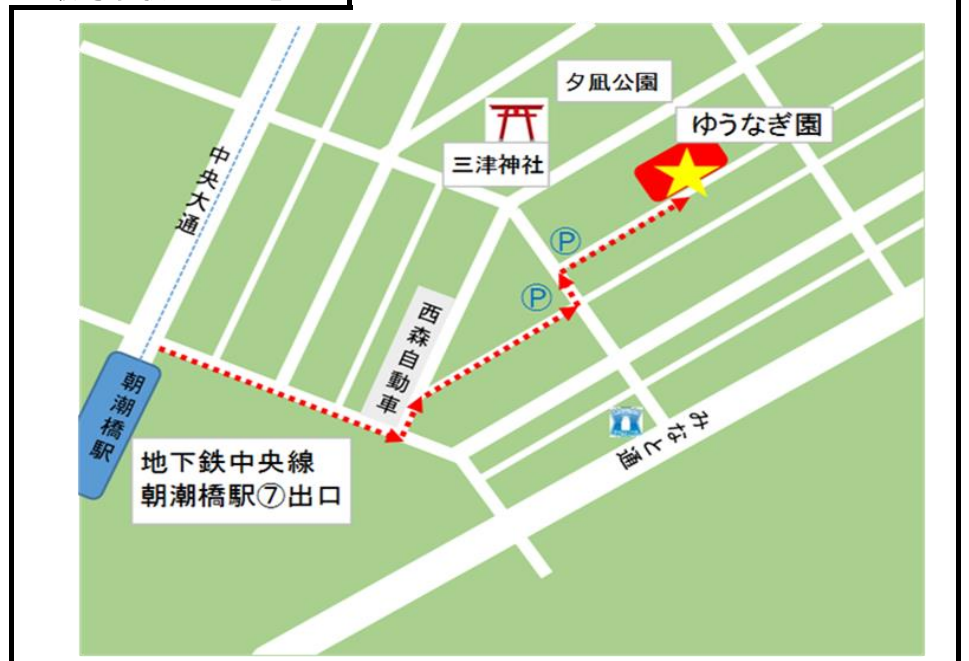 夕凪公園
ゆうなぎ園
三津神社
中央大通
P
P
西森自動車
朝潮橋駅
みなと通
地下鉄中央線
朝潮橋駅⑦出口